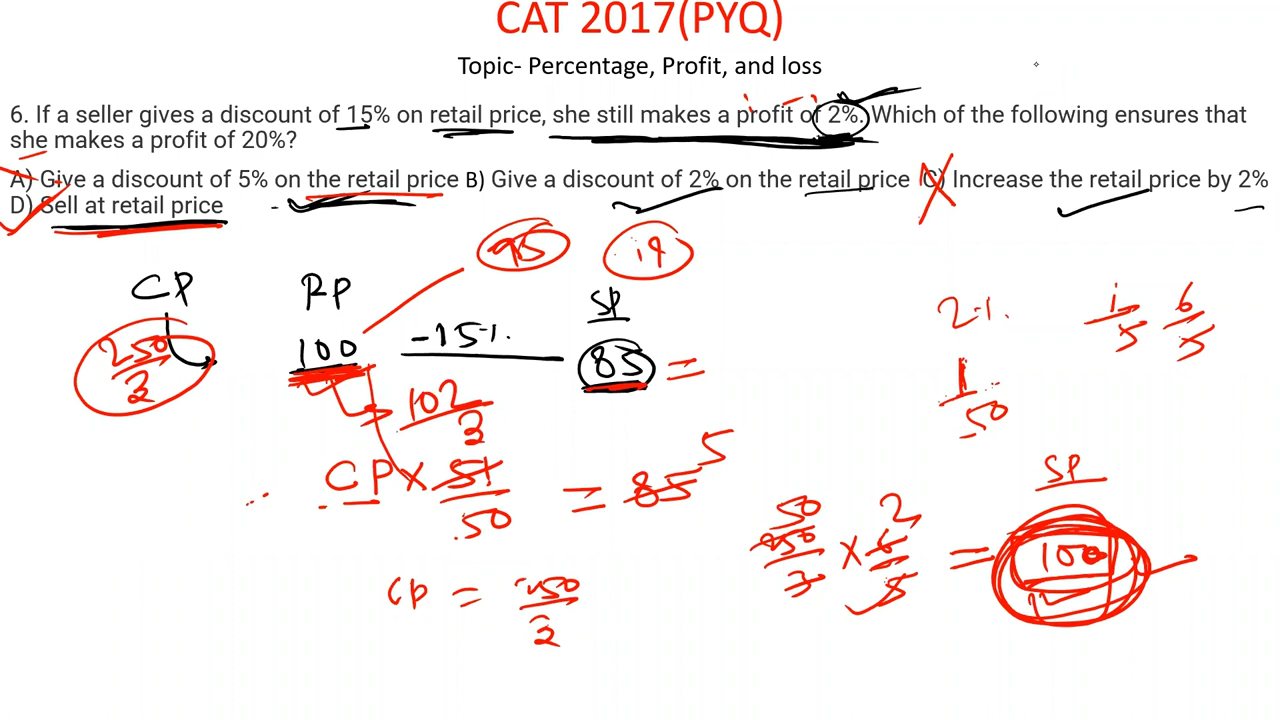 CAT 2017(PYQ)
Topic- Percentage, Profit, and loss
6. If a seller gives a discount of 15% on retail price, she still makes a profit of 2%. Which of the following ensures that
she makes a profit of 20%?
A) Give a discount of 5% on the retail price B) Give a discount of 2% on the retail price C) Increase the retail price by 2%
D) Sell at retail price
95 19
CP RP SP
2% 1/5 6/5
250/3 100 -15% 85 =
1/50
102/3
CP × 51/50 = 85 5
SP
50 2
250/3 × 6/5 = 100
CP = 250/3